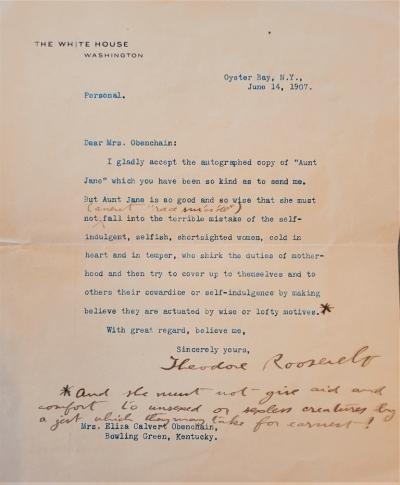 THE WHITE HOUSE
WASHINGTON
Oyster Bay, N.Y.,
June 14, 1907.
Personal.
Dear Mrs. Obenchain:
I gladly accept the autographed copy of "Aunt
Jane" which you have been so kind as to send me.
But Aunt Jane is so good and so wise that she must
(anent "race suicide")
not fall into the terrible mistake of the self-
indulgent, selfish, shortsighted women, cold in
heart and in temper, who shirk the duties of mother-
hood and then try to cover up to themselves and to
others their cowardice or self-indulgence by making
believe they are actuated by wise or lofty motives.*
With great regard, believe me,
Sincerely yours,
Theodore Roosevelt
*And she must not give aid and
comfort to unsexed or sexless creatures by
a jest which they may take for earnest!
Mrs. Eliza Calvert Obenchain,
Bowling Green, Kentucky.